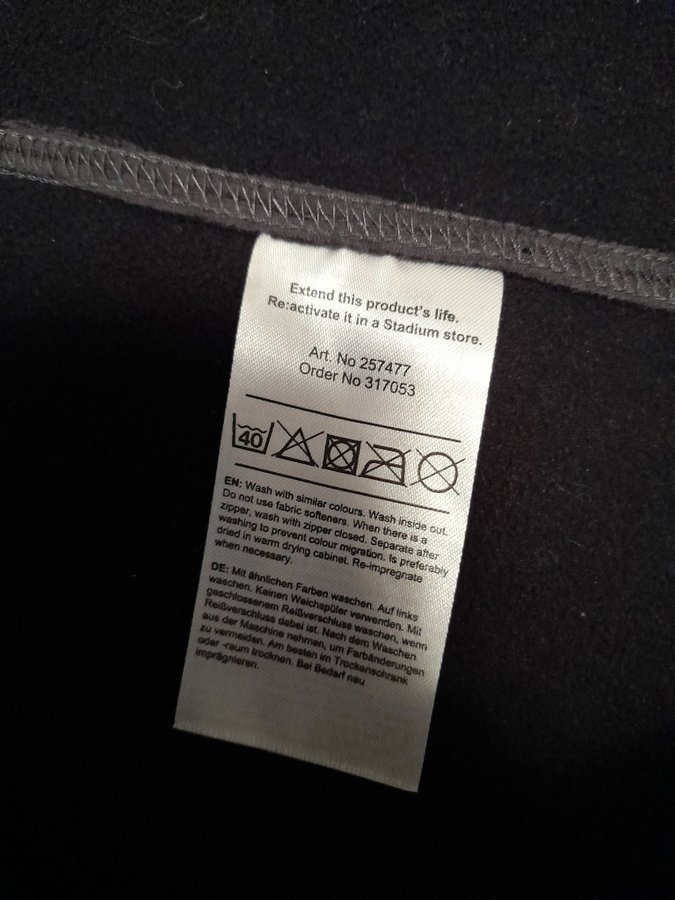 Extend this product's life.
Re:activate it in a Stadium store.
Art. No 257477
Order No 317053
40
EN: Wash with similar colours. Wash inside out.
Do not use fabric softeners. When there is a
zipper, wash with zipper closed. Separate after
washing to prevent colour migration. Is preferably
dried in warm drying cabinet. Re-impregnate
when necessary.
DE: Mit ähnlichen Farben waschen. Auf links
waschen. Keinen Weichspüler verwenden. Mit
geschlossenem Reißverschluss waschen, wenn
Reißverschluss dabei ist. Nach dem Waschen
aus der Maschine nehmen, um Farbänderungen
zu vermeiden. Am besten im Trockenschrank
oder -raum trocknen. Bei Bedarf neu
imprägnieren.